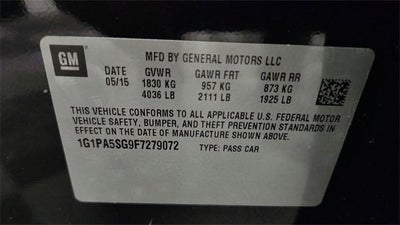 GM
MFD BY GENERAL MOTORS LLC
DATE GVWR GAWR FRT GAWR RR
05/15 1830 KG 957 KG 873 KG
4036 LB 2111 LB 1925 LB
THIS VEHICLE CONFORMS TO ALL APPLICABLE U.S. FEDERAL MOTOR
VEHICLE SAFETY, BUMPER, AND THEFT PREVENTION STANDARDS IN
EFFECT ON THE DATE OF MANUFACTURE SHOWN ABOVE.
1G1PA5SG9F7279072 TYPE: PASS CAR